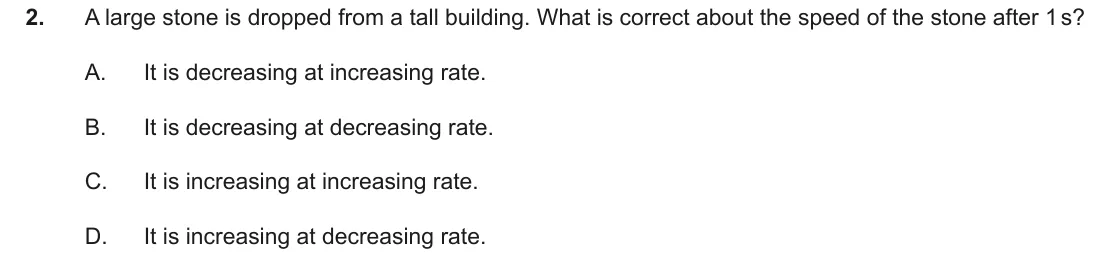 2. A large stone is dropped from a tall building. What is correct about the speed of the stone after 1 s?
A. It is decreasing at increasing rate.
B. It is decreasing at decreasing rate.
C. It is increasing at increasing rate.
D. It is increasing at decreasing rate.